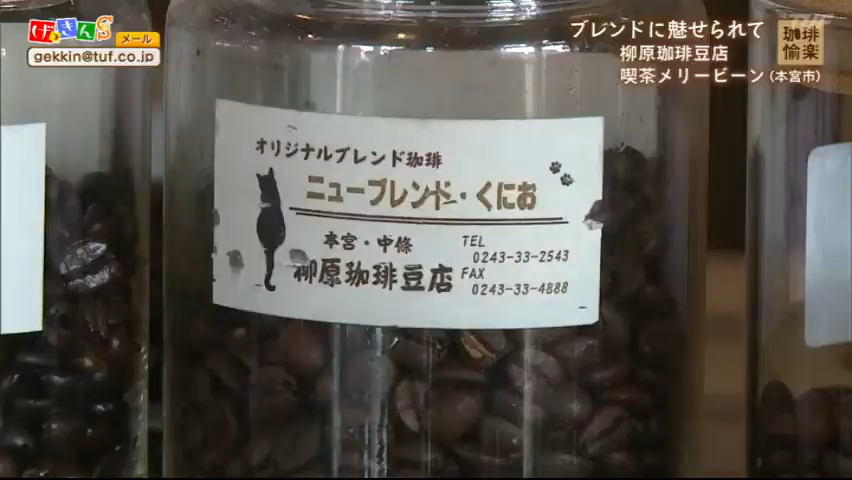 げっきんS
メール
gekkin@tuf.co.jp
ブレンドに魅せられて
柳原珈琲豆店
喫茶メリービーン(本宮市)
珈琲
愉楽
オリジナルブレンド珈琲
ニューブレンド・くにお
本宮・中條
柳原珈琲豆店
TEL
0243-33-2543
FAX
0243-33-4888